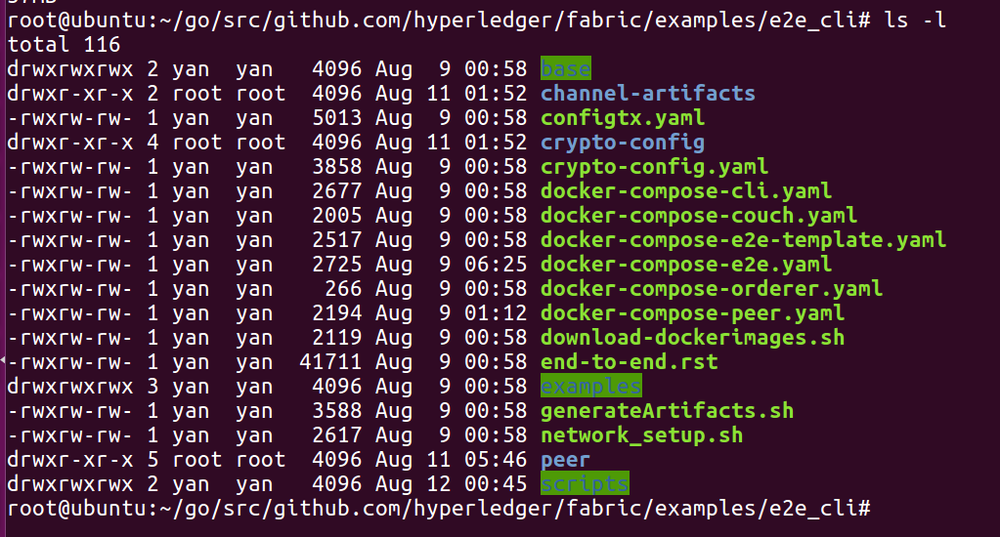 root@ubuntu:~/go/src/github.com/hyperledger/fabric/examples/e2e_cli# ls -l
total 116
drwxrwxrwx 2 yan  yan   4096 Aug  9 00:58 base
drwxr-xr-x 2 root root  4096 Aug 11 01:52 channel-artifacts
-rwxrw-rw- 1 yan  yan   5013 Aug  9 00:58 configtx.yaml
drwxr-xr-x 4 root root  4096 Aug 11 01:52 crypto-config
-rwxrw-rw- 1 yan  yan   3858 Aug  9 00:58 crypto-config.yaml
-rwxrw-rw- 1 yan  yan   2677 Aug  9 00:58 docker-compose-cli.yaml
-rwxrw-rw- 1 yan  yan   2005 Aug  9 00:58 docker-compose-couch.yaml
-rwxrw-rw- 1 yan  yan   2517 Aug  9 00:58 docker-compose-e2e-template.yaml
-rwxrw-rw- 1 yan  yan   2725 Aug  9 06:25 docker-compose-e2e.yaml
-rwxrw-rw- 1 yan  yan    266 Aug  9 00:58 docker-compose-orderer.yaml
-rwxrw-rw- 1 yan  yan   2194 Aug  9 01:12 docker-compose-peer.yaml
-rwxrw-rw- 1 yan  yan   2119 Aug  9 00:58 download-dockerimages.sh
-rwxrw-rw- 1 yan  yan  41711 Aug  9 00:58 end-to-end.rst
drwxrwxrwx 3 yan  yan   4096 Aug  9 00:58 examples
-rwxrw-rw- 1 yan  yan   3588 Aug  9 00:58 generateArtifacts.sh
-rwxrw-rw- 1 yan  yan   2617 Aug  9 00:58 network_setup.sh
drwxr-xr-x 5 root root  4096 Aug 11 05:46 peer
drwxrwxrwx 2 yan  yan   4096 Aug 12 00:45 scripts
root@ubuntu:~/go/src/github.com/hyperledger/fabric/examples/e2e_cli#